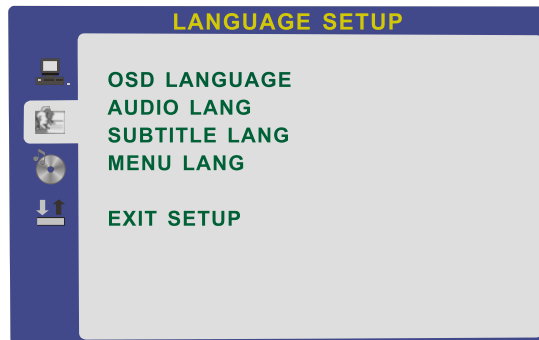 LANGUAGE SETUP
OSD LANGUAGE
AUDIO LANG
SUBTITLE LANG
MENU LANG
EXIT SETUP